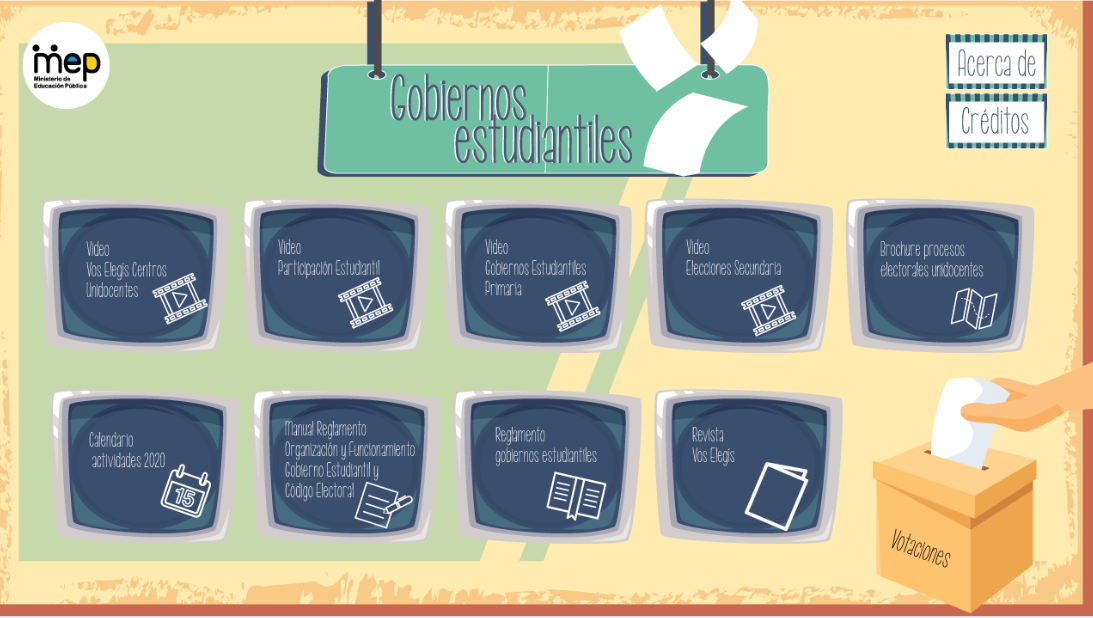 mep
Ministerio de
Educación Pública
Gobiernos
estudiantiles
Acerca de
Créditos
Video
Vos Elegís Centros
Unidocentes
Video
Participación Estudiantil
Video
Gobiernos Estudiantiles
Primaria
Video
Elecciones Secundaria
Brochure procesos
electorales unidocentes
Calendario
actividades 2020
15
Manual Reglamento
Organización y Funcionamiento
Gobierno Estudiantil y
Código Electoral
Reglamento
gobiernos estudiantiles
Revista
Vos Elegís
Votaciones